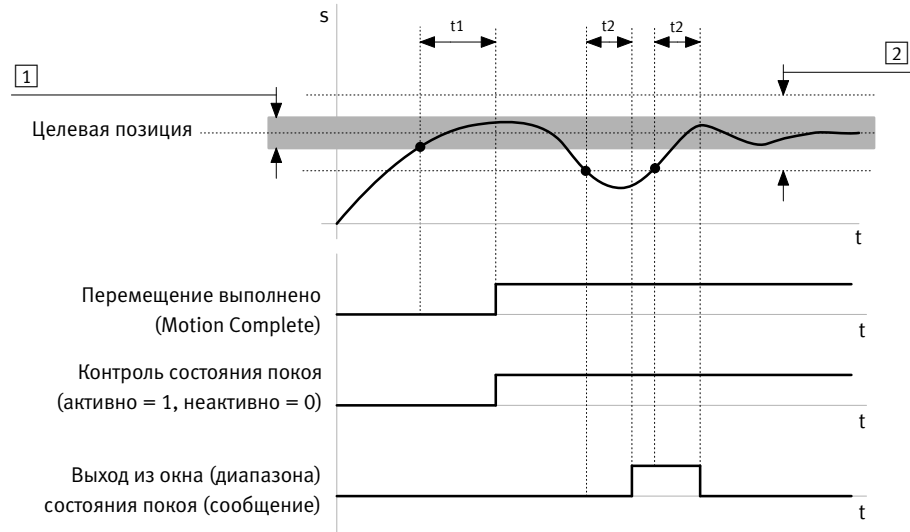 s
t1
t2
t2
1
2
Целевая позиция
t
Перемещение выполнено
(Motion Complete)
t
Контроль состояния покоя
(активно = 1, неактивно = 0)
t
Выход из окна (диапазона)
состояния покоя (сообщение)
t